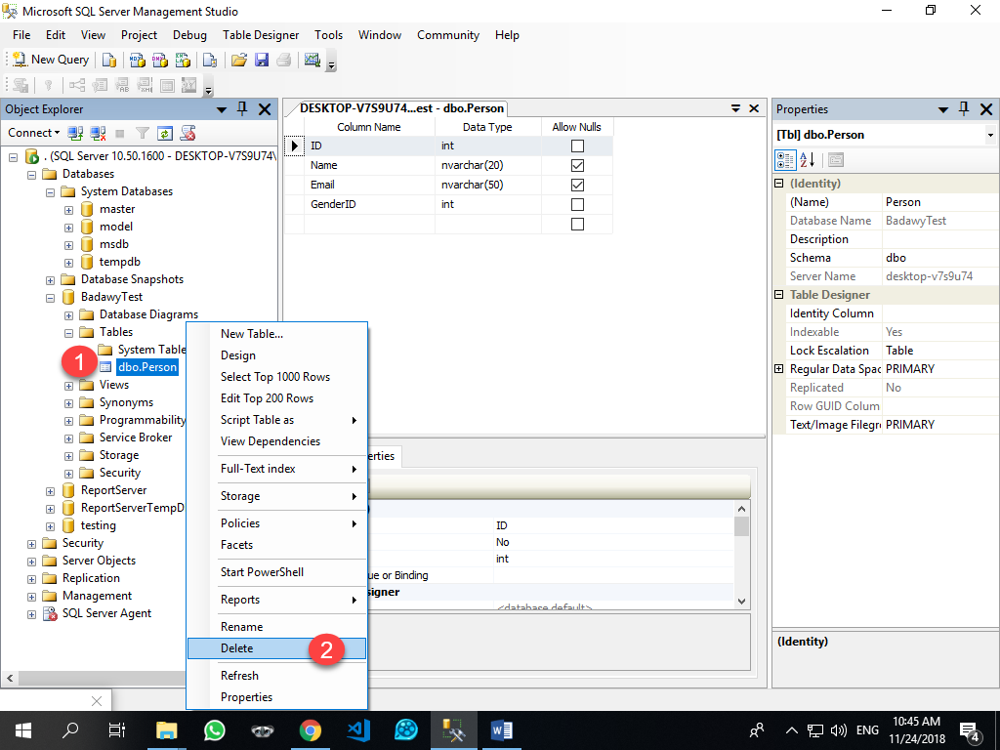 Microsoft SQL Server Management Studio
File Edit View Project Debug Table Designer Tools Window Community Help
New Query
Object Explorer
Connect
. (SQL Server 10.50.1600 - DESKTOP-V7S9U74\
Databases
System Databases
master
model
msdb
tempdb
Database Snapshots
BadawyTest
Database Diagrams
Tables
System Table
1
dbo.Person
Views
Synonyms
Programmability
Service Broker
Storage
Security
ReportServer
ReportServerTempD
testing
Security
Server Objects
Replication
Management
SQL Server Agent
New Table...
Design
Select Top 1000 Rows
Edit Top 200 Rows
Script Table as
View Dependencies
Full-Text index
Storage
Policies
Facets
Start PowerShell
Reports
Rename
Delete
2
Refresh
Properties
DESKTOP-V7S9U74...est - dbo.Person
Column Name Data Type Allow Nulls
ID int
Name nvarchar(20)
Email nvarchar(50)
GenderID int
erties
)
ID
No
int
ue or Binding
signer
<database default>
Properties
[Tbl] dbo.Person
(Identity)
(Name) Person
Database Name BadawyTest
Description
Schema dbo
Server Name desktop-v7s9u74
Table Designer
Identity Column
Indexable Yes
Lock Escalation Table
Regular Data Spac PRIMARY
Replicated No
Row GUID Colum
Text/Image Filegro PRIMARY
(Identity)
ENG
10:45 AM
11/24/2018
4